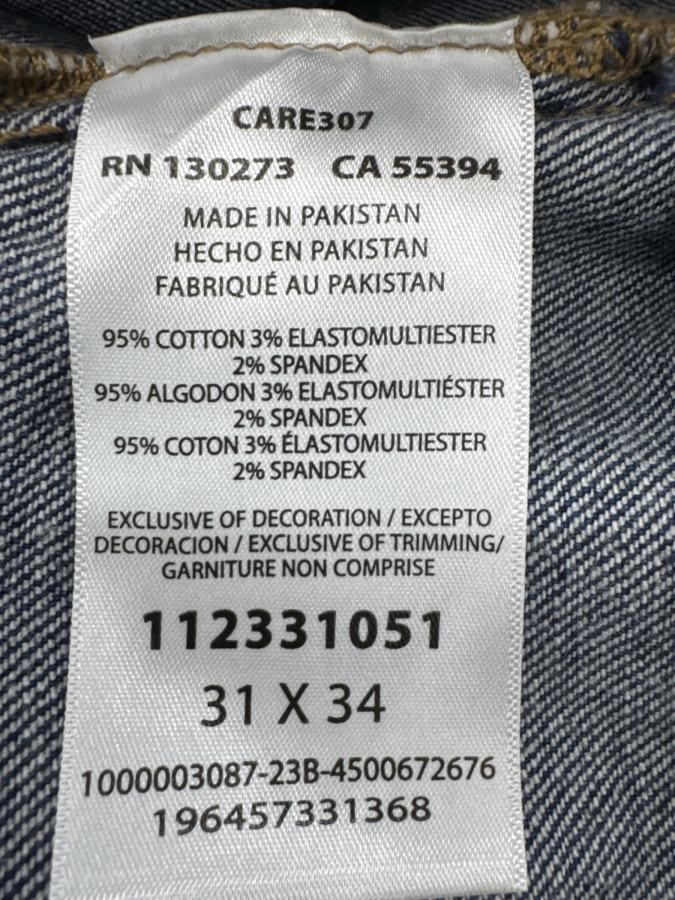 CARE307
RN 130273 CA 55394
MADE IN PAKISTAN
HECHO EN PAKISTAN
FABRIQUÉ AU PAKISTAN
95% COTTON 3% ELASTOMULTIESTER
2% SPANDEX
95% ALGODON 3% ELASTOMULTIÉSTER
2% SPANDEX
95% COTON 3% ÉLASTOMULTIESTER
2% SPANDEX
EXCLUSIVE OF DECORATION / EXCEPTO
DECORACION / EXCLUSIVE OF TRIMMING/
GARNITURE NON COMPRISE
112331051
31 X 34
1000003087-23B-4500672676
196457331368